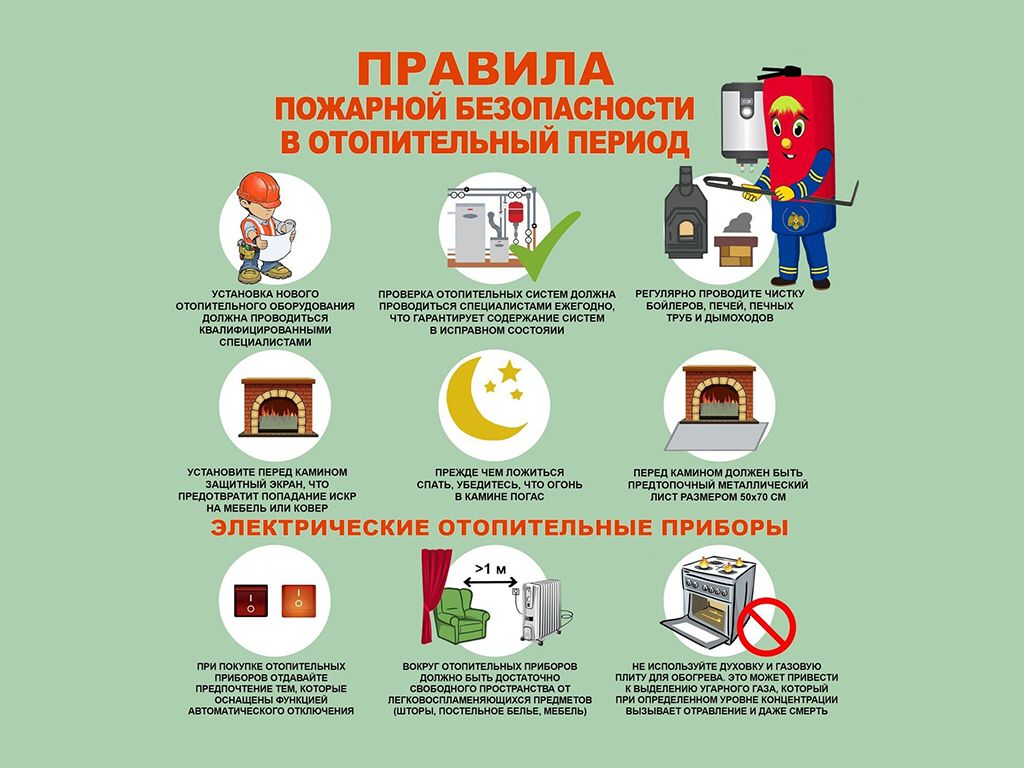 ПРАВИЛА
ПОЖАРНОЙ БЕЗОПАСНОСТИ
В ОТОПИТЕЛЬНЫЙ ПЕРИОД
УСТАНОВКА НОВОГО
ОТОПИТЕЛЬНОГО ОБОРУДОВАНИЯ
ДОЛЖНА ПРОВОДИТЬСЯ
КВАЛИФИЦИРОВАННЫМИ
СПЕЦИАЛИСТАМИ
ПРОВЕРКА ОТОПИТЕЛЬНЫХ СИСТЕМ ДОЛЖНА
ПРОВОДИТЬСЯ СПЕЦИАЛИСТАМИ ЕЖЕГОДНО,
ЧТО ГАРАНТИРУЕТ СОДЕРЖАНИЕ СИСТЕМ
В ИСПРАВНОМ СОСТОЯИИ
РЕГУЛЯРНО ПРОВОДИТЕ ЧИСТКУ
БОЙЛЕРОВ, ПЕЧЕЙ, ПЕЧНЫХ
ТРУБ И ДЫМОХОДОВ
УСТАНОВИТЕ ПЕРЕД КАМИНОМ
ЗАЩИТНЫЙ ЭКРАН, ЧТО
ПРЕДОТВРАТИТ ПОПАДАНИЕ ИСКР
НА МЕБЕЛЬ ИЛИ КОВЕР
ПРЕЖДЕ ЧЕМ ЛОЖИТЬСЯ
СПАТЬ, УБЕДИТЕСЬ, ЧТО ОГОНЬ
В КАМИНЕ ПОГАС
ПЕРЕД КАМИНОМ ДОЛЖЕН БЫТЬ
ПРЕДТОПОЧНЫЙ МЕТАЛЛИЧЕСКИЙ
ЛИСТ РАЗМЕРОМ 50х70 СМ
ЭЛЕКТРИЧЕСКИЕ ОТОПИТЕЛЬНЫЕ ПРИБОРЫ
>1 м
ПРИ ПОКУПКЕ ОТОПИТЕЛЬНЫХ
ПРИБОРОВ ОТДАВАЙТЕ
ПРЕДПОЧТЕНИЕ ТЕМ, КОТОРЫЕ
ОСНАЩЕНЫ ФУНКЦИЕЙ
АВТОМАТИЧЕСКОГО ОТКЛЮЧЕНИЯ
ВОКРУГ ОТОПИТЕЛЬНЫХ ПРИБОРОВ
ДОЛЖНО БЫТЬ ДОСТАТОЧНО
СВОБОДНОГО ПРОСТРАНСТВА ОТ
ЛЕГКОВОСПЛАМЕНЯЮЩИХСЯ ПРЕДМЕТОВ
(ШТОРЫ, ПОСТЕЛЬНОЕ БЕЛЬЕ, МЕБЕЛЬ)
НЕ ИСПОЛЬЗУЙТЕ ДУХОВКУ И ГАЗОВУЮ
ПЛИТУ ДЛЯ ОБОГРЕВА. ЭТО МОЖЕТ ПРИВЕСТИ
К ВЫДЕЛЕНИЮ УГАРНОГО ГАЗА, КОТОРЫЙ
ПРИ ОПРЕДЕЛЕННОМ УРОВНЕ КОНЦЕНТРАЦИИ
ВЫЗЫВАЕТ ОТРАВЛЕНИЕ И ДАЖЕ СМЕРТЬ